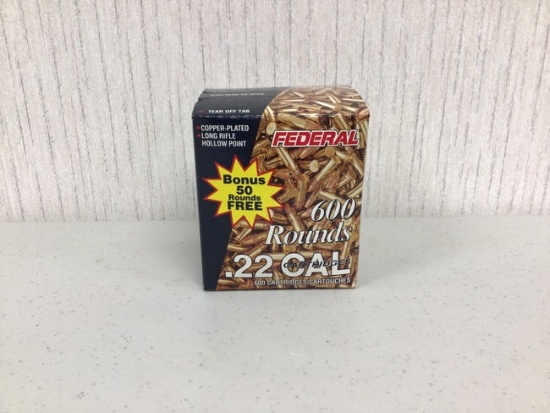 TEAR OFF TAB
• COPPER-PLATED
• LONG RIFLE
HOLLOW POINT
FEDERAL
Bonus
50
Rounds
FREE
600
Rounds
.22 CAL
CARTRIDGES
600 CARTRIDGES/CARTOUCHES